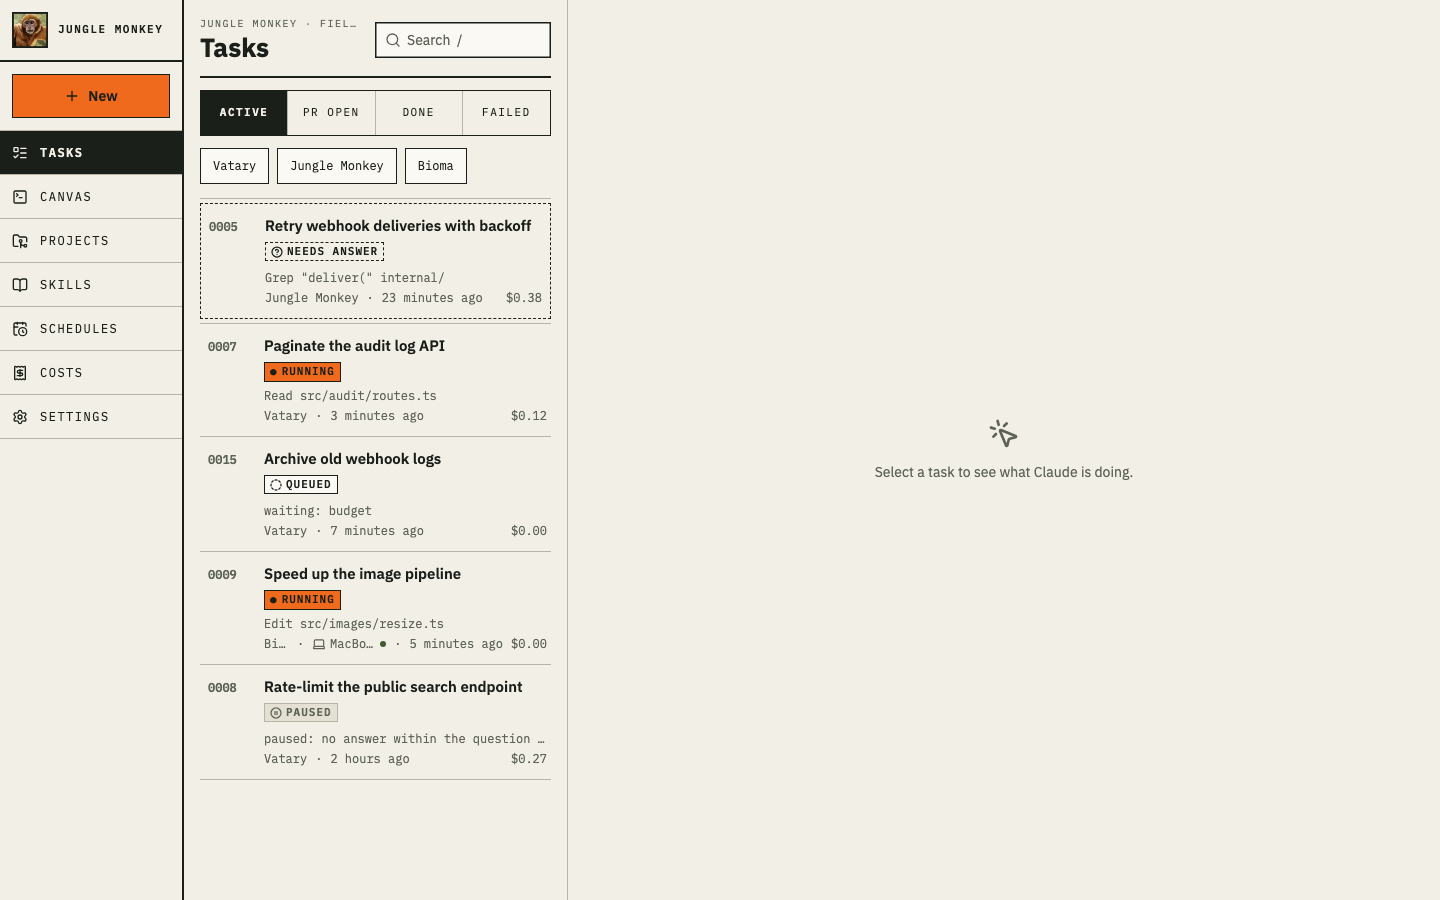 JUNGLE MONKEY
New
TASKS
CANVAS
PROJECTS
SKILLS
SCHEDULES
COSTS
SETTINGS
JUNGLE MONKEY · FIEL…
Tasks
Search /
ACTIVE PR OPEN DONE FAILED
Vatary Jungle Monkey Bioma
0005 Retry webhook deliveries with backoff
NEEDS ANSWER
Grep "deliver(" internal/
Jungle Monkey · 23 minutes ago $0.38
0007 Paginate the audit log API
RUNNING
Read src/audit/routes.ts
Vatary · 3 minutes ago $0.12
0015 Archive old webhook logs
QUEUED
waiting: budget
Vatary · 7 minutes ago $0.00
0009 Speed up the image pipeline
RUNNING
Edit src/images/resize.ts
Bi… · MacBo… · 5 minutes ago $0.00
0008 Rate-limit the public search endpoint
PAUSED
paused: no answer within the question …
Vatary · 2 hours ago $0.27
Select a task to see what Claude is doing.